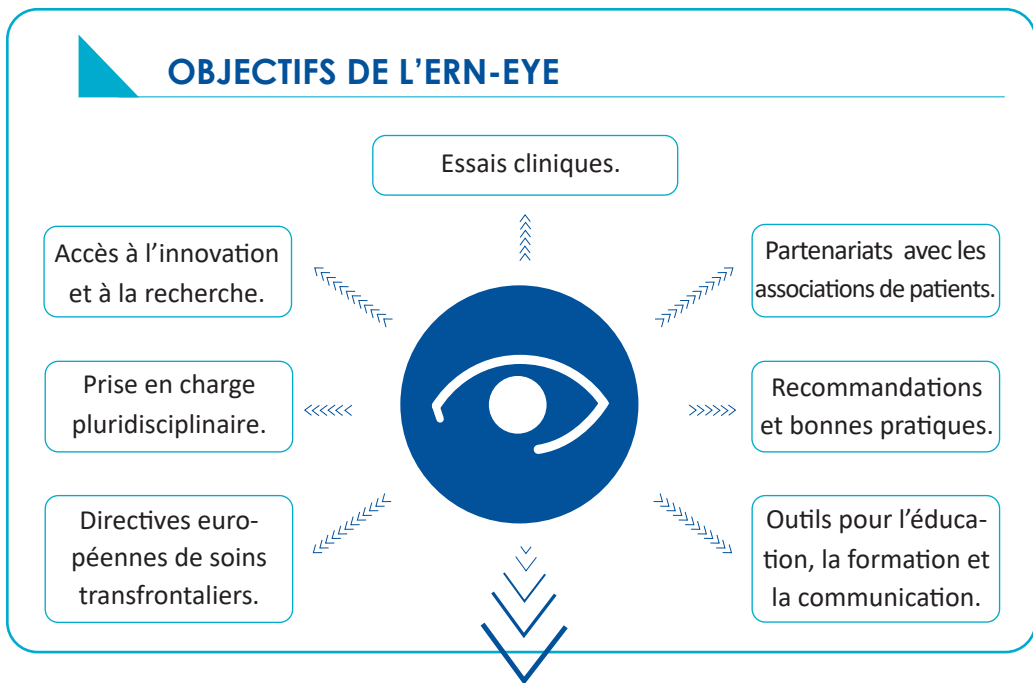 OBJECTIFS DE L’ERN-EYE
Essais cliniques.
Accès à l’innovation
et à la recherche.
Partenariats avec les
associations de patients.
Prise en charge
pluridisciplinaire.
Recommandations
et bonnes pratiques.
Directives euro-
péennes de soins
transfrontaliers.
Outils pour l’éduca-
tion, la formation et
la communication.